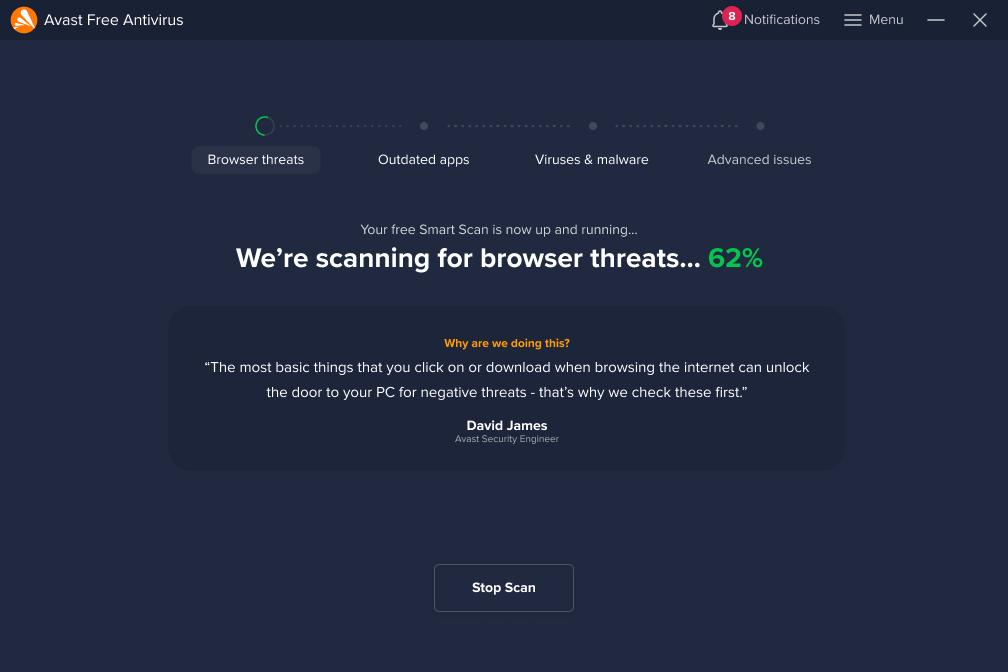 Avast Free Antivirus
8 Notifications
Menu
Browser threats
Outdated apps
Viruses & malware
Advanced issues
Your free Smart Scan is now up and running...
We’re scanning for browser threats... 62%
Why are we doing this?
“The most basic things that you click on or download when browsing the internet can unlock
the door to your PC for negative threats - that’s why we check these first.”
David James
Avast Security Engineer
Stop Scan